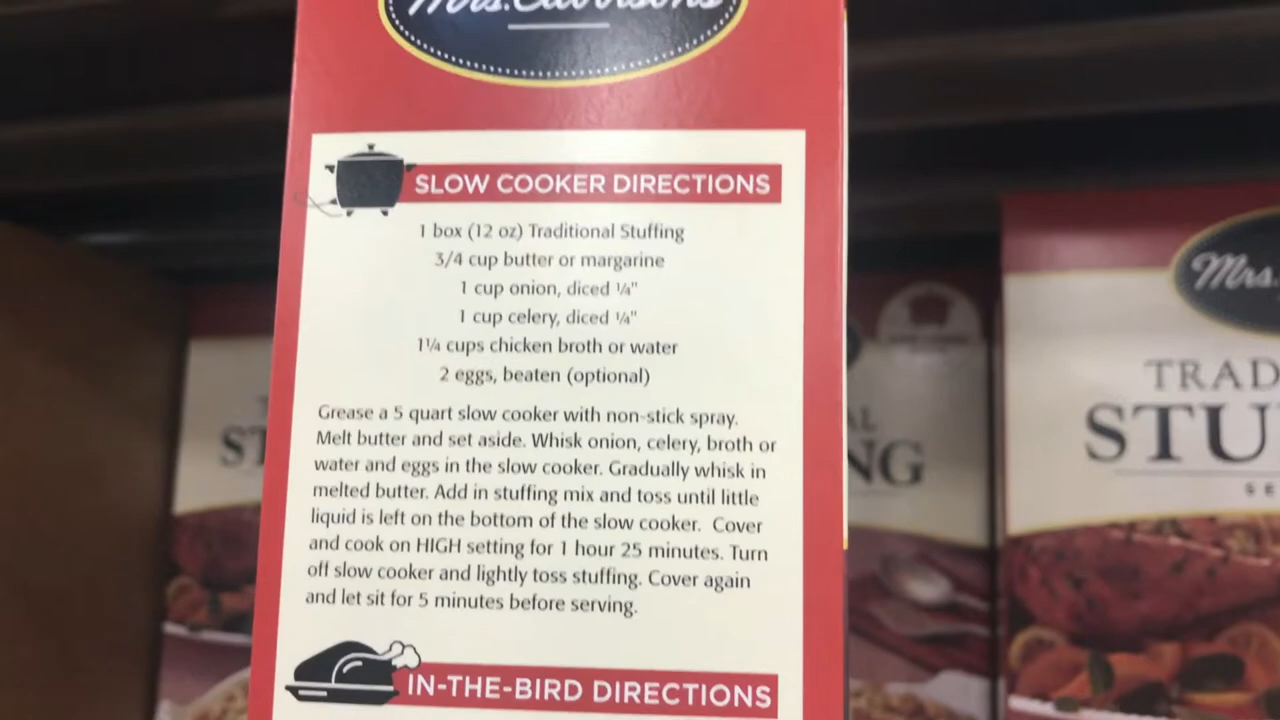 SLOW COOKER DIRECTIONS
1 box (12 oz) Traditional Stuffing
3/4 cup butter or margarine
1 cup onion, diced ¼"
1 cup celery, diced ¼"
1¼ cups chicken broth or water
2 eggs, beaten (optional)
Grease a 5 quart slow cooker with non-stick spray.
Melt butter and set aside. Whisk onion, celery, broth or
water and eggs in the slow cooker. Gradually whisk in
melted butter. Add in stuffing mix and toss until little
liquid is left on the bottom of the slow cooker. Cover
and cook on HIGH setting for 1 hour 25 minutes. Turn
off slow cooker and lightly toss stuffing. Cover again
and let sit for 5 minutes before serving.
IN-THE-BIRD DIRECTIONS
Mrs.
TRAD
STU
SE
NG
ST